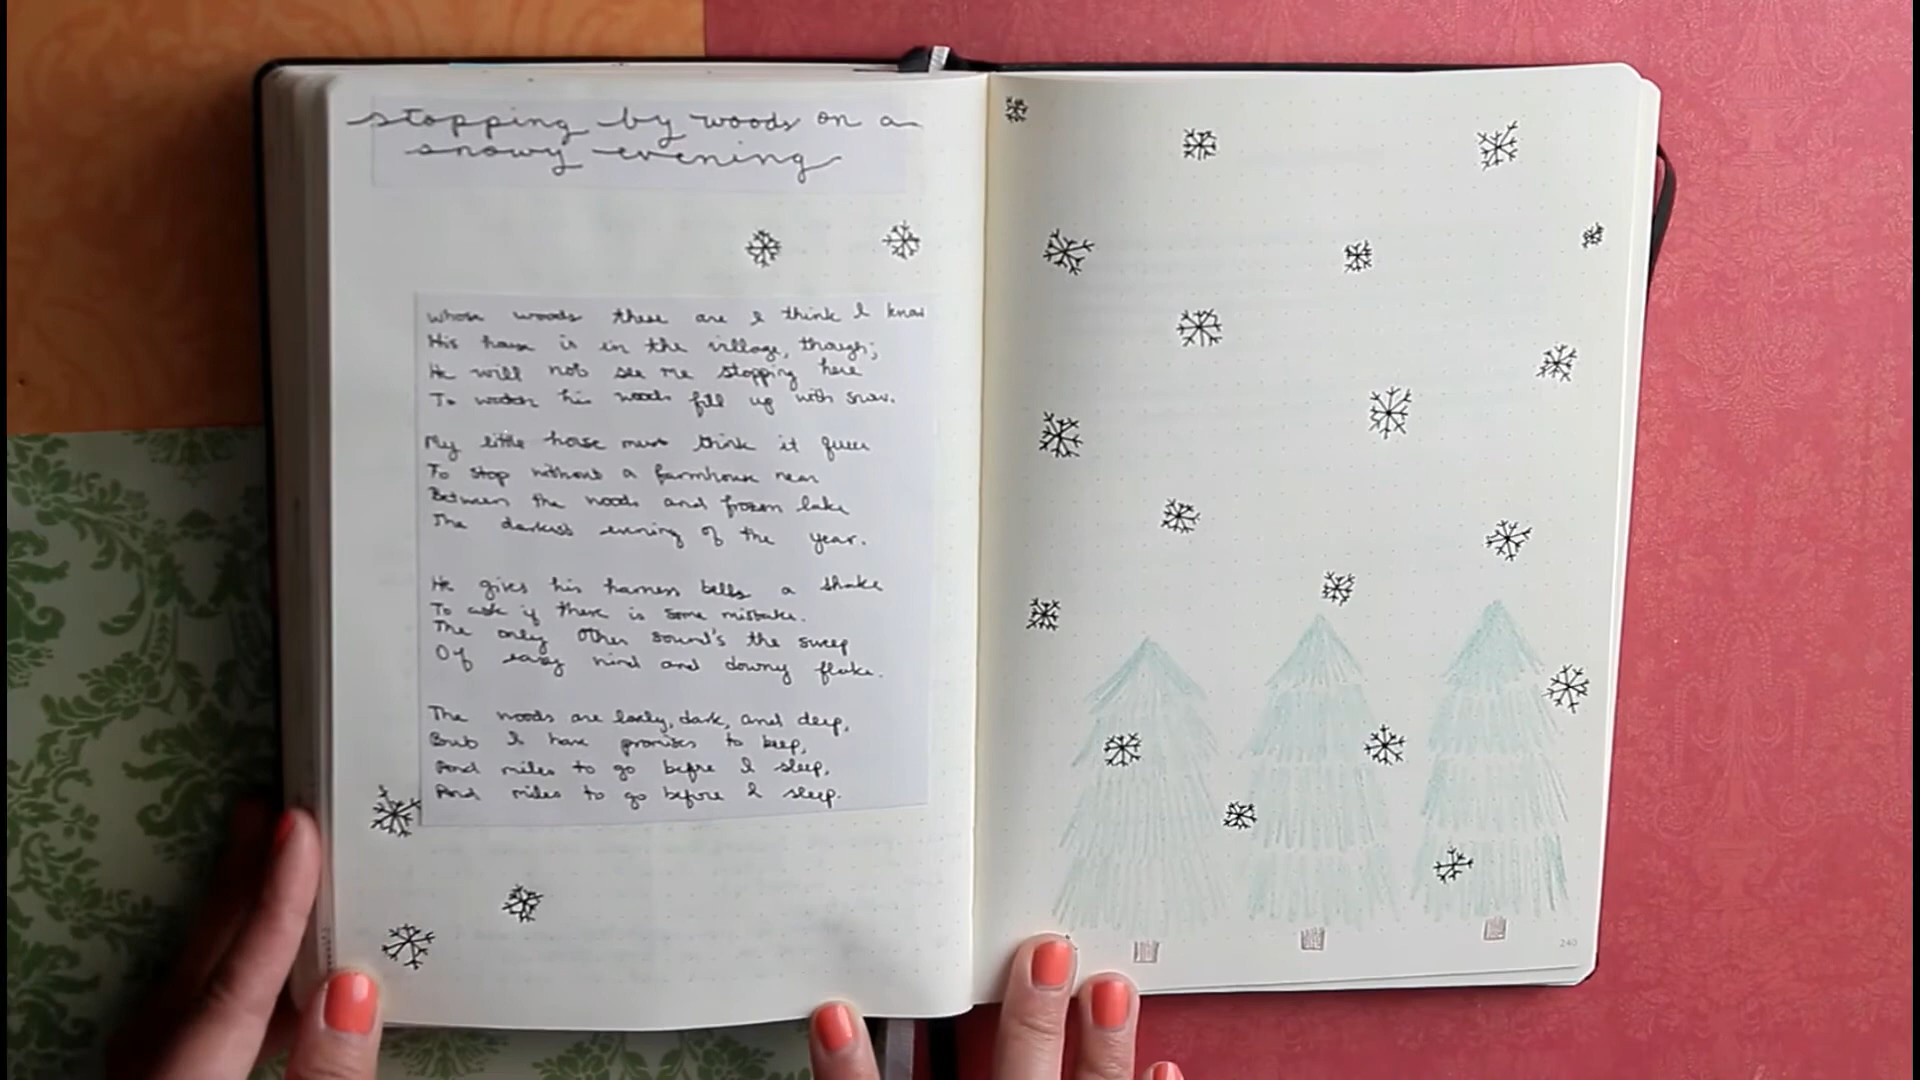 stopping by woods on a
snowy evening
whose woods these are I think I know
His house is in the village, though;
He will not see me stopping here
To watch his woods fill up with snow.
My little horse must think it queer
To stop without a farmhouse near
Between the woods and frozen lake
The darkest evening of the year.
He gives his harness bells a shake
To ask if there is some mistake.
The only other sound's the sweep
Of easy wind and downy flake.
The woods are lovely, dark, and deep,
But I have promises to keep,
And miles to go before I sleep,
And miles to go before I sleep.
240